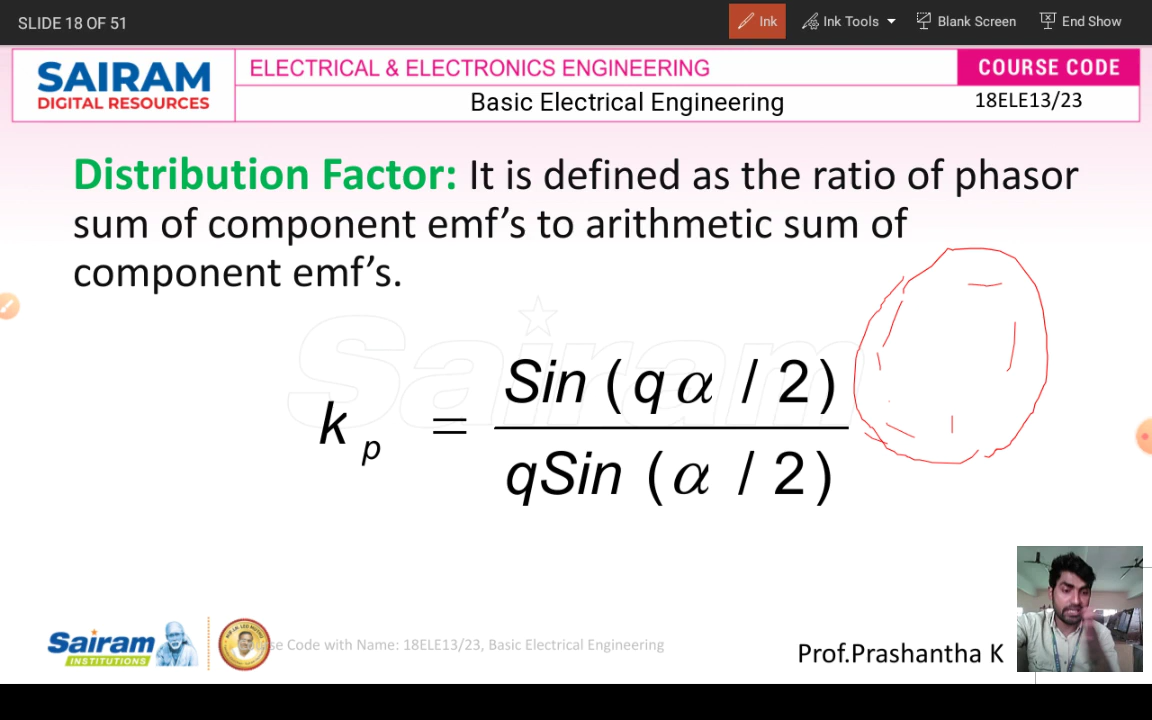 SLIDE 18 OF 51
Ink
Ink Tools
Blank Screen
End Show
SAIRAM
DIGITAL RESOURCES
ELECTRICAL & ELECTRONICS ENGINEERING
COURSE CODE
Basic Electrical Engineering
18ELE13/23
Distribution Factor: It is defined as the ratio of phasor
sum of component emf’s to arithmetic sum of
component emf’s.
Sairam
k p = Sin ( q α / 2 )
qSin ( α / 2 )
Sairam
INSTITUTIONS
se Code with Name: 18ELE13/23, Basic Electrical Engineering
Prof.Prashantha K